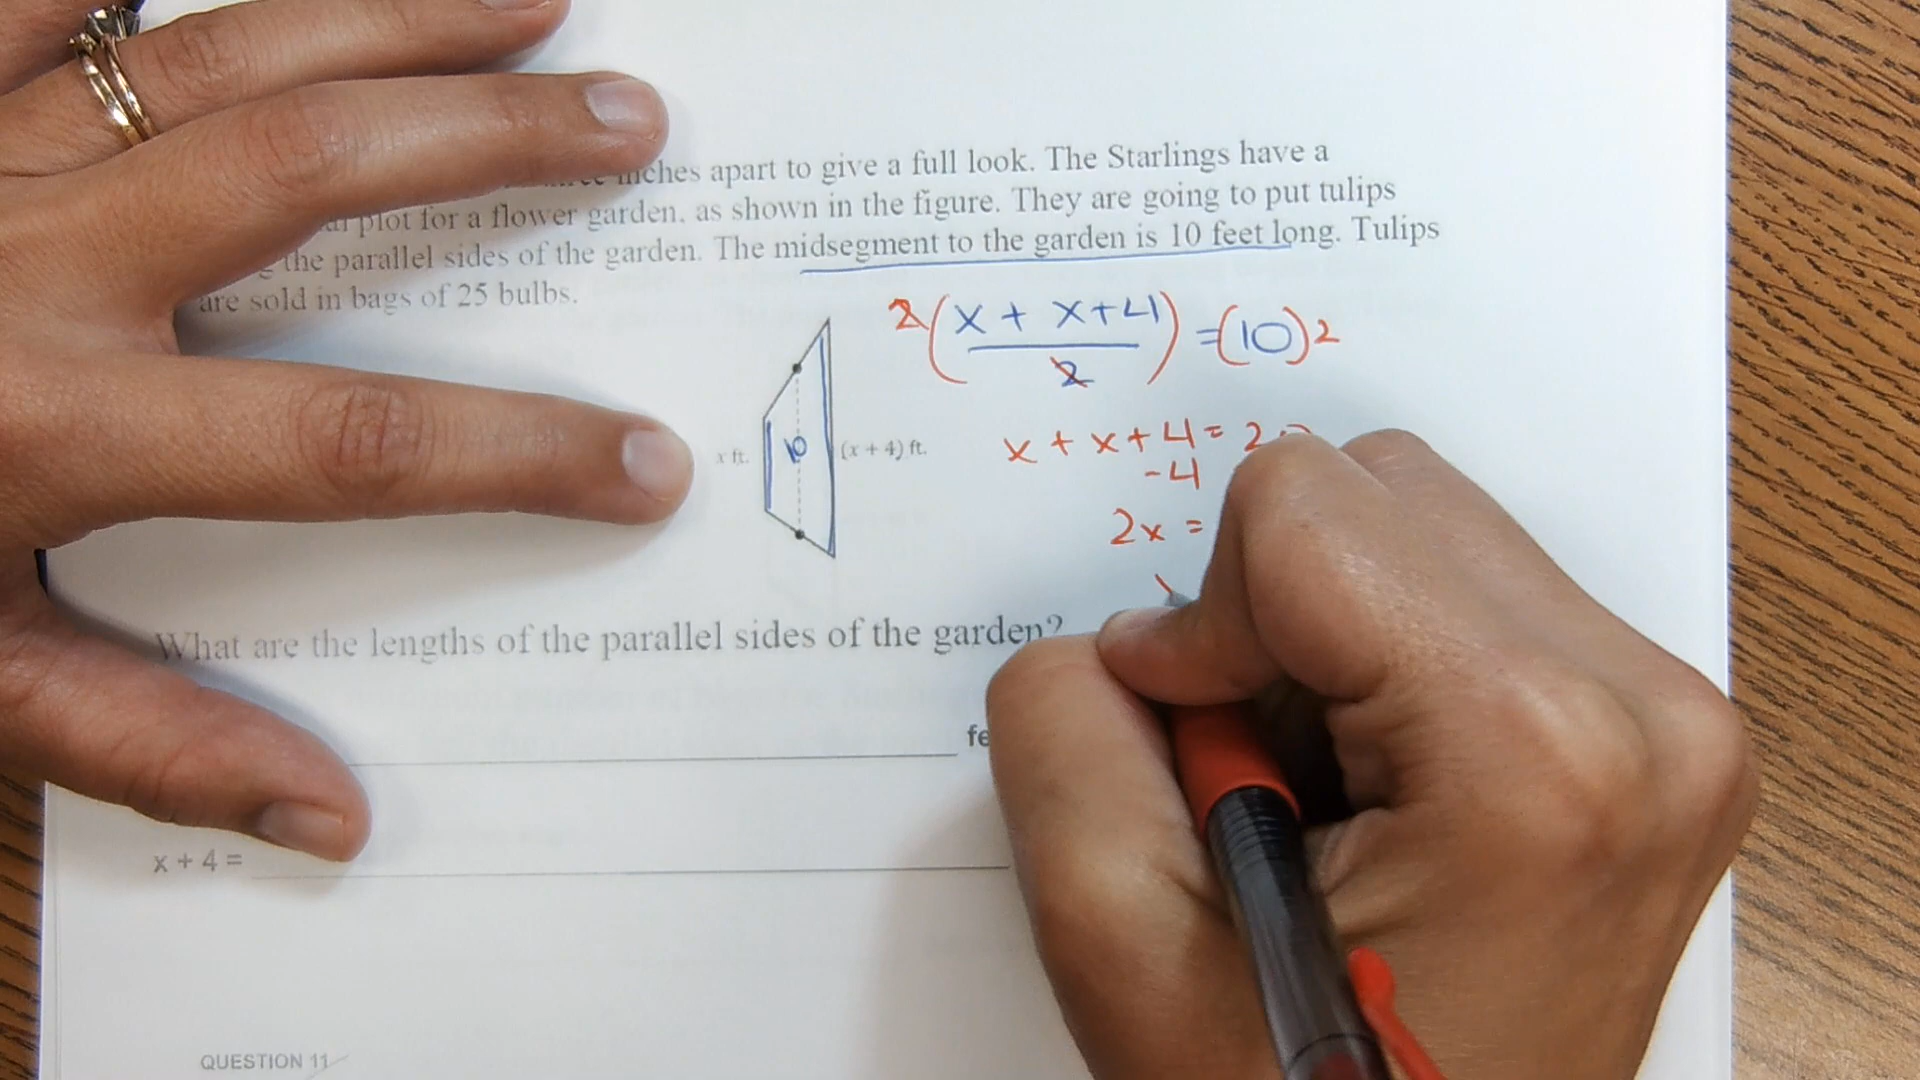 inches apart to give a full look. The Starlings have a
plot for a flower garden, as shown in the figure. They are going to put tulips
the parallel sides of the garden. The midsegment to the garden is 10 feet long. Tulips
are sold in bags of 25 bulbs.
2(x + x+4) =(10)2
2
x ft. 10 (x + 4) ft.
x + x+4 = 20
-4
2x =
What are the lengths of the parallel sides of the garden?
x + 4 =
QUESTION 11